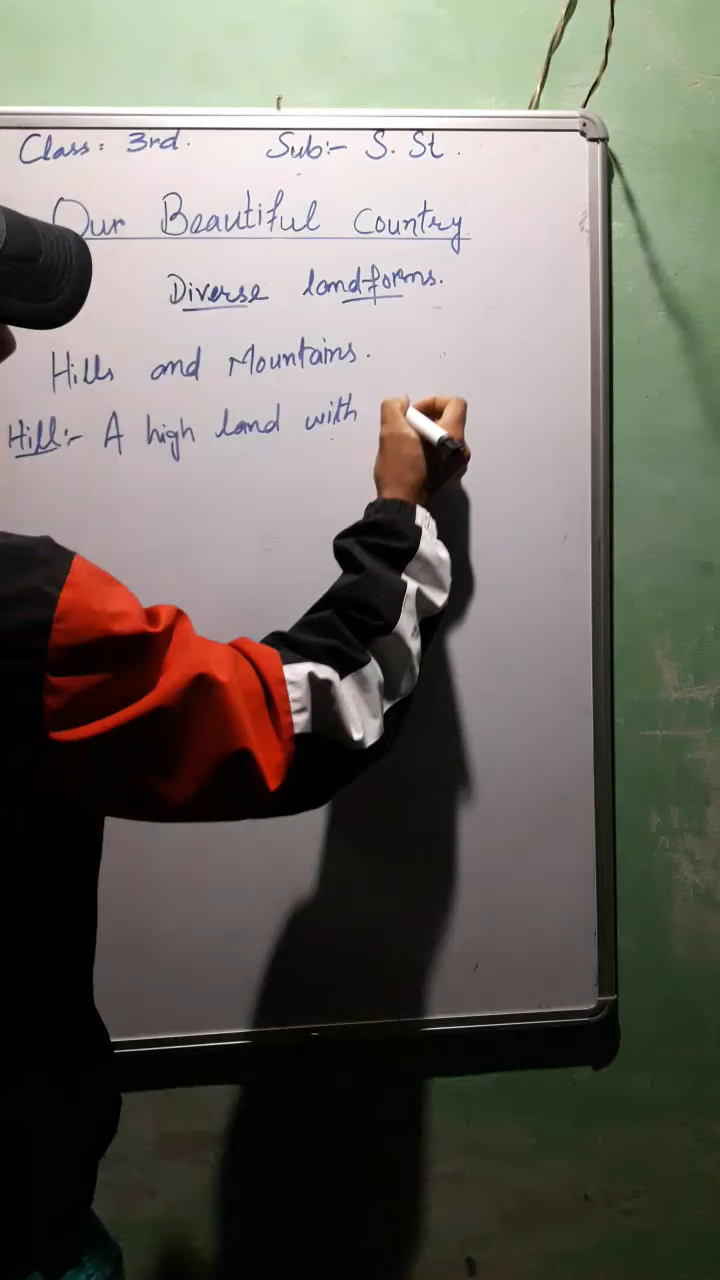 Class: 3rd. Sub:- S. St.
Our Beautiful Country
Diverse landforms.
Hills and Mountains.
Hill:- A high land with